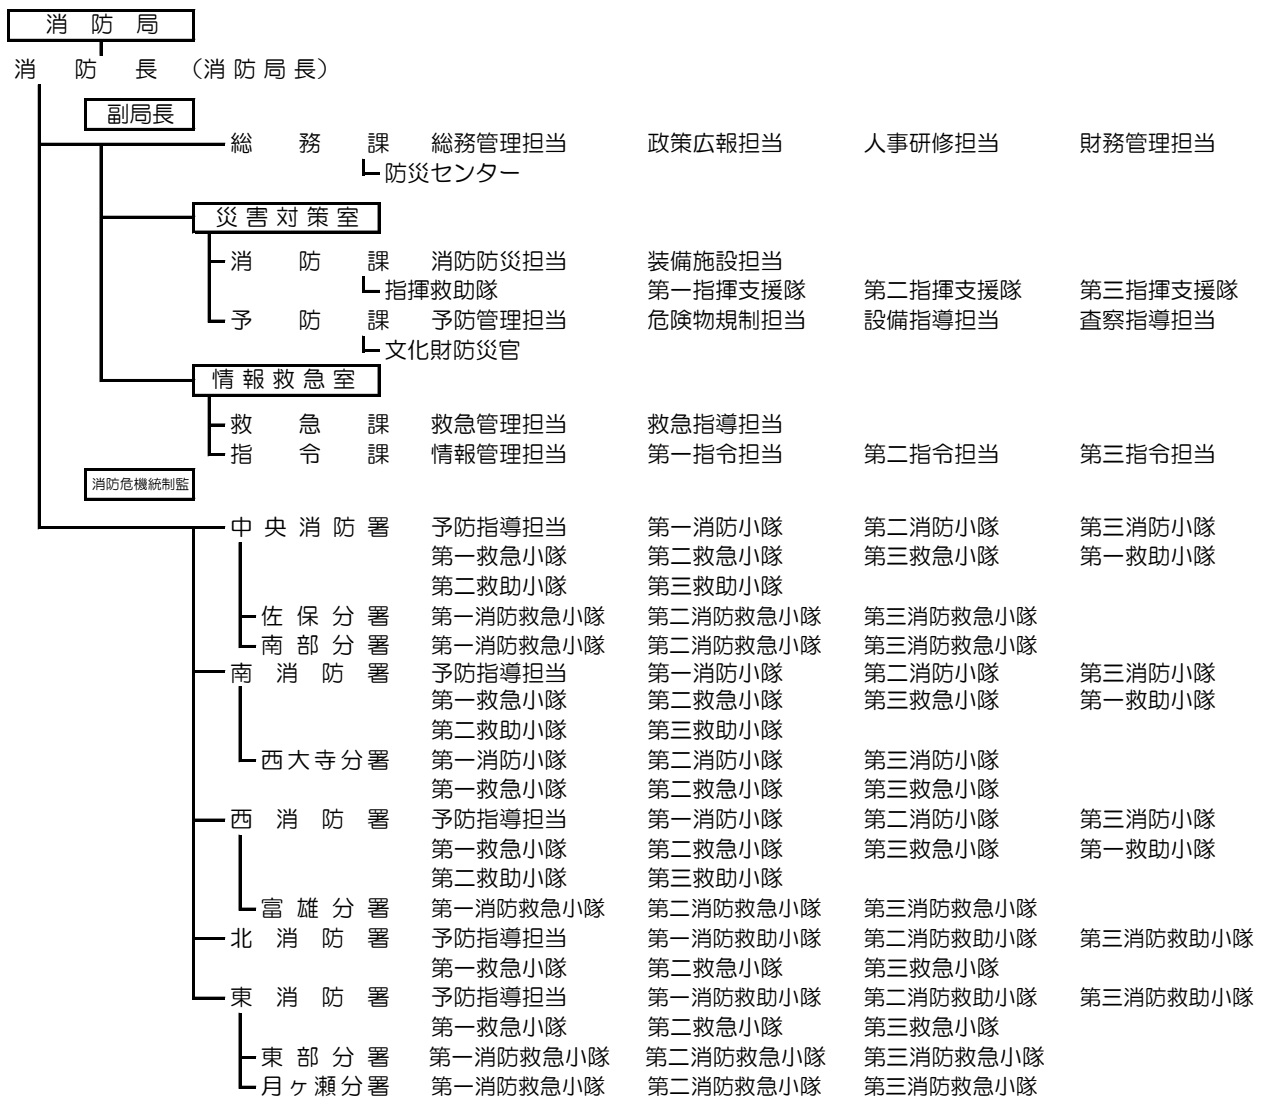 消防局
消防長（消防局長）
副局長
総務課 総務管理担当 政策広報担当 人事研修担当 財務管理担当
防災センター
災害対策室
消防課 消防防災担当 装備施設担当
指揮救助隊 第一指揮支援隊 第二指揮支援隊 第三指揮支援隊
予防課 予防管理担当 危険物規制担当 設備指導担当 査察指導担当
文化財防災官
情報救急室
救急課 救急管理担当 救急指導担当
指令課 情報管理担当 第一指令担当 第二指令担当 第三指令担当
消防危機統制監
中央消防署 予防指導担当 第一消防小隊 第二消防小隊 第三消防小隊
第一救急小隊 第二救急小隊 第三救急小隊 第一救助小隊
第二救助小隊 第三救助小隊
佐保分署 第一消防救急小隊 第二消防救急小隊 第三消防救急小隊
南部分署 第一消防救急小隊 第二消防救急小隊 第三消防救急小隊
南消防署 予防指導担当 第一消防小隊 第二消防小隊 第三消防小隊
第一救急小隊 第二救急小隊 第三救急小隊 第一救助小隊
第二救助小隊 第三救助小隊
西大寺分署 第一消防小隊 第二消防小隊 第三消防小隊
第一救急小隊 第二救急小隊 第三救急小隊
西消防署 予防指導担当 第一消防小隊 第二消防小隊 第三消防小隊
第一救急小隊 第二救急小隊 第三救急小隊 第一救助小隊
第二救助小隊 第三救助小隊
富雄分署 第一消防救急小隊 第二消防救急小隊 第三消防救急小隊
北消防署 予防指導担当 第一消防救助小隊 第二消防救助小隊 第三消防救助小隊
第一救急小隊 第二救急小隊 第三救急小隊
東消防署 予防指導担当 第一消防救助小隊 第二消防救助小隊 第三消防救助小隊
第一救急小隊 第二救急小隊 第三救急小隊
東部分署 第一消防救急小隊 第二消防救急小隊 第三消防救急小隊
月ヶ瀬分署 第一消防救急小隊 第二消防救急小隊 第三消防救急小隊